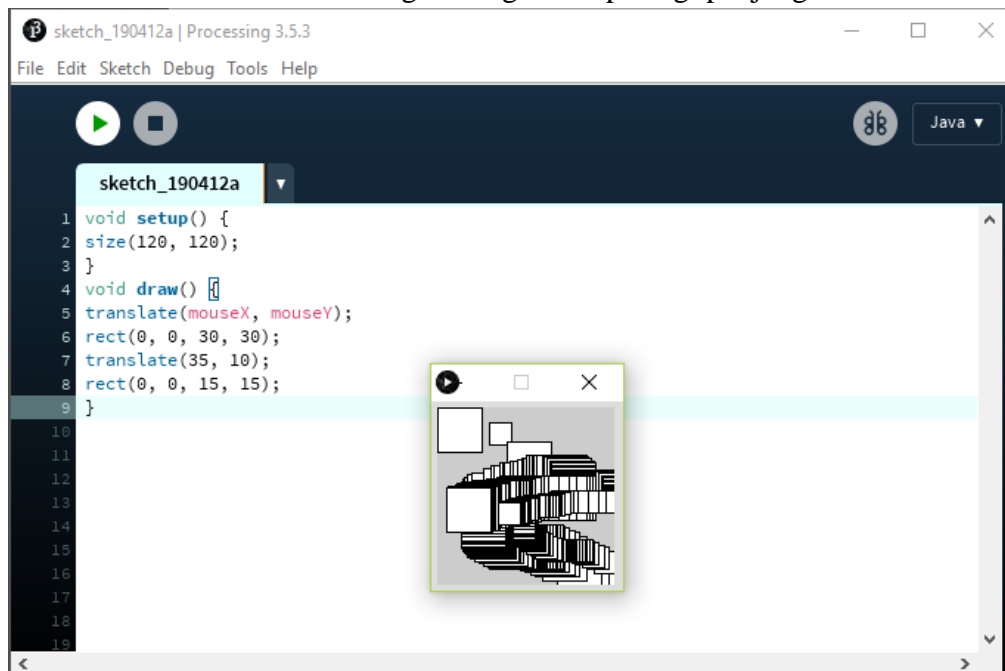 sketch_190412a | Processing 3.5.3
File Edit Sketch Debug Tools Help
Java ▼
sketch_190412a ▼
1 void setup() {
2 size(120, 120);
3 }
4 void draw() {
5 translate(mouseX, mouseY);
6 rect(0, 0, 30, 30);
7 translate(35, 10);
8 rect(0, 0, 15, 15);
9 }
10
11
12
13
14
15
16
17
18
19